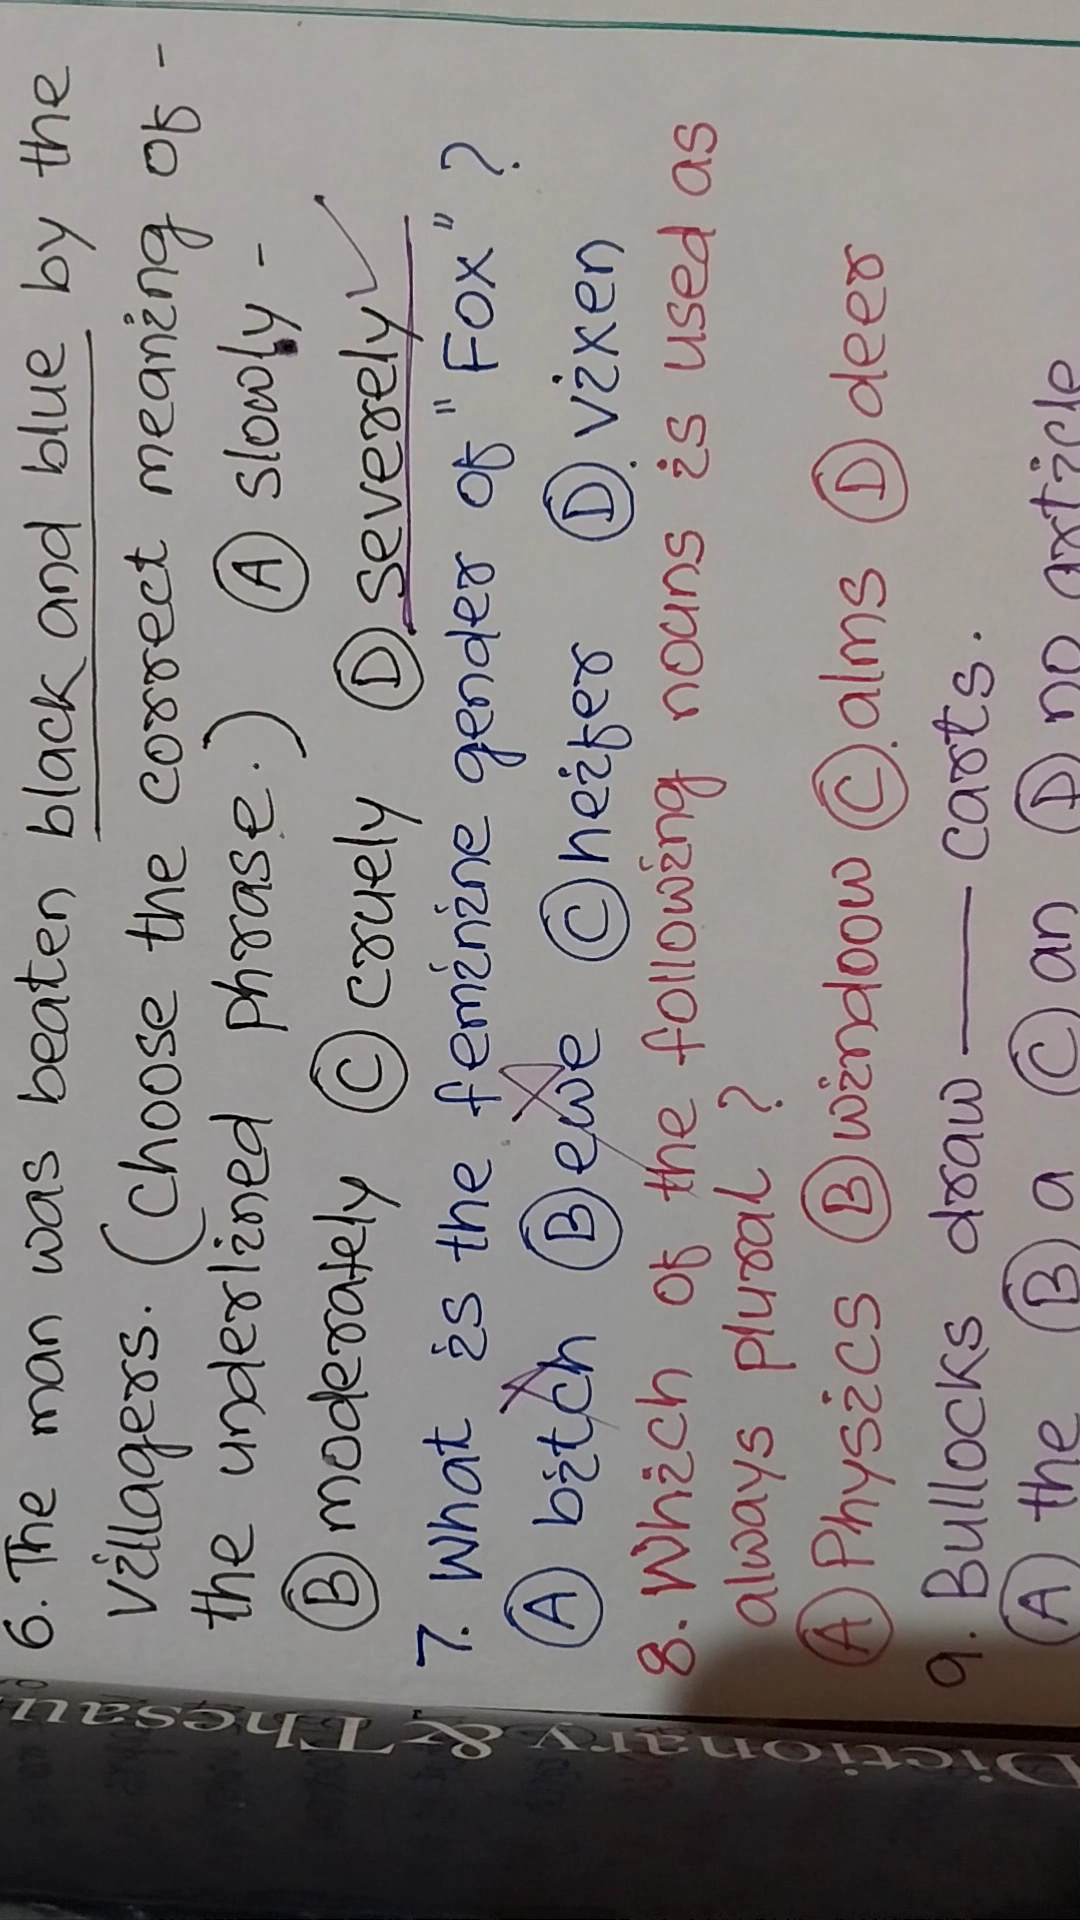 6. The man was beaten black and blue by the
villagers. (Choose the correct meaning of -
the underlined phrase.) A slowly -
B moderately C cruely D severely ✓
7. What is the feminine gender of "Fox"?
A bitch B ewe C heifer D vixen
8. Which of the following nouns is used as
always plural ?
A Physics B windoow C alms D deer
9. Bullocks draw —— carts.
A the B a C an D no article
Dictionary & Thesau